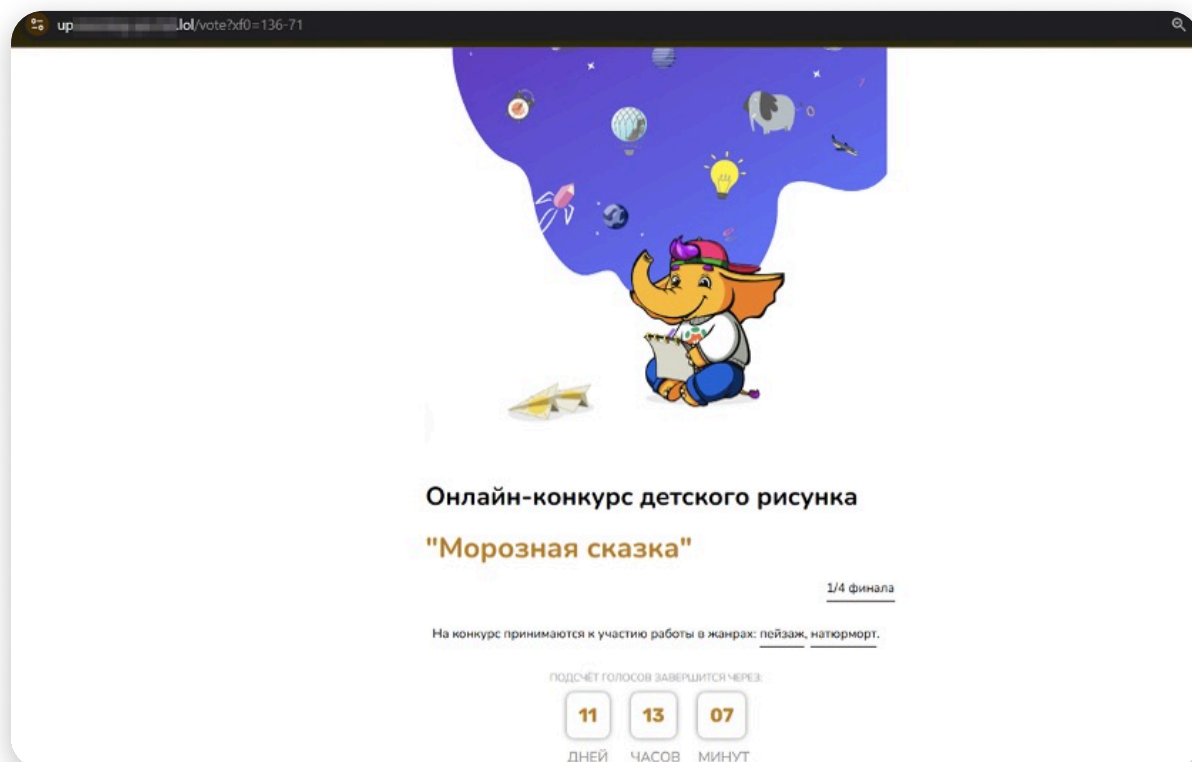 up .lol/vote?xf0=136-71
Онлайн-конкурс детского рисунка
"Морозная сказка"
1/4 финала
На конкурс принимаются к участию работы в жанрах: пейзаж, натюрморт.
ПОДСЧЁТ ГОЛОСОВ ЗАВЕРШИТСЯ ЧЕРЕЗ:
11 13 07
ДНЕЙ ЧАСОВ МИНУТ